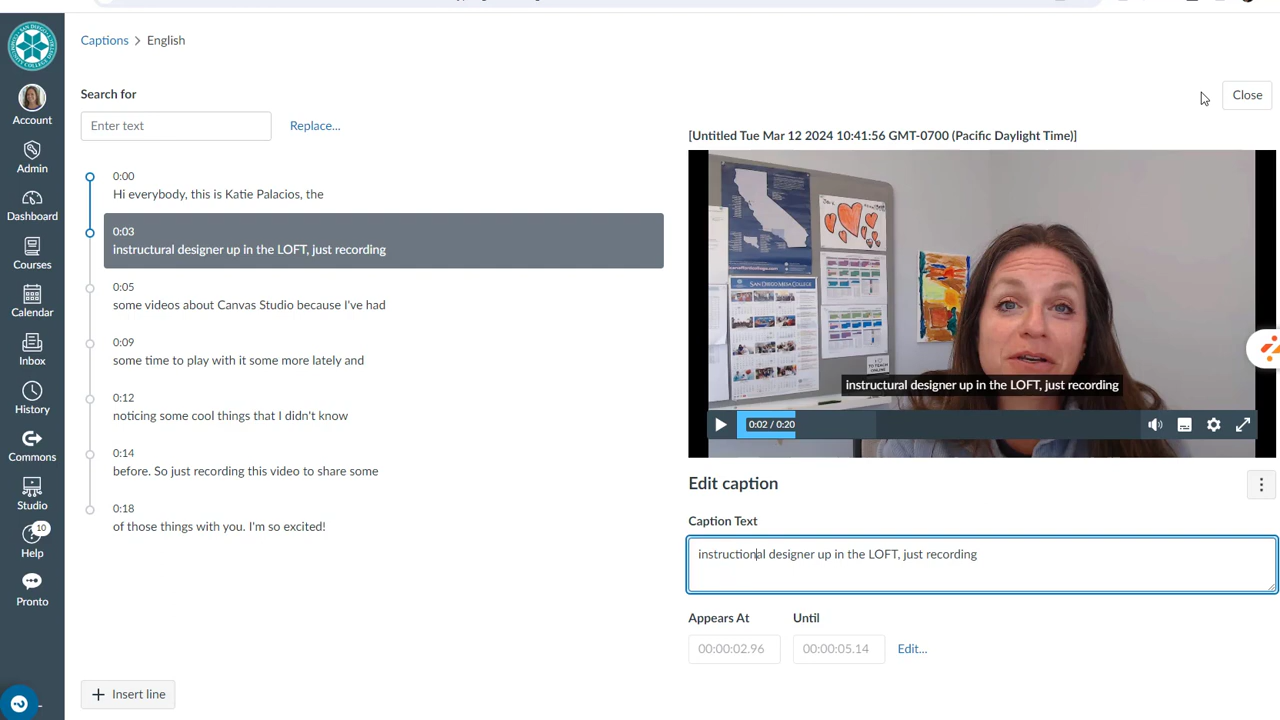 Captions > English
Close
Account
Admin
Dashboard
Courses
Calendar
Inbox
History
Commons
Studio
10
Help
Pronto
Search for
Enter text
Replace...
0:00
Hi everybody, this is Katie Palacios, the
0:03
instructural designer up in the LOFT, just recording
0:05
some videos about Canvas Studio because I've had
0:09
some time to play with it some more lately and
0:12
noticing some cool things that I didn't know
0:14
before. So just recording this video to share some
0:18
of those things with you. I'm so excited!
Insert line
[Untitled Tue Mar 12 2024 10:41:56 GMT-0700 (Pacific Daylight Time)]
SAN DIEGO MESA COLLEGE
TO TEACH
ONLINE
instructural designer up in the LOFT, just recording
0:02 / 0:20
Edit caption
Caption Text
instructional designer up in the LOFT, just recording
Appears At
Until
00:00:02.96
00:00:05.14
Edit...